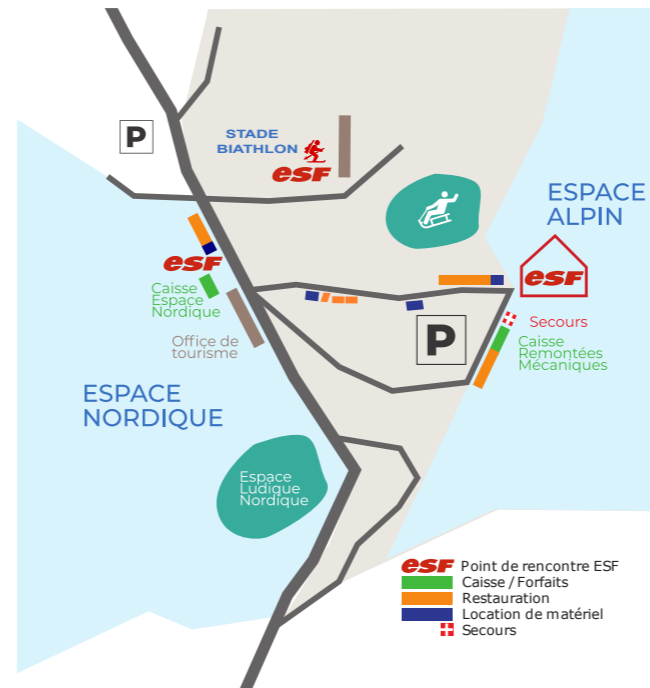 P
STADE
BIATHLON
esf
ESPACE
ALPIN
esf
esf
Caisse
Espace
Nordique
Office de
tourisme
P
Secours
Caisse
Remontées
Mécaniques
ESPACE
NORDIQUE
Espace
Ludique
Nordique
esf Point de rencontre ESF
Caisse / Forfaits
Restauration
Location de matériel
Secours